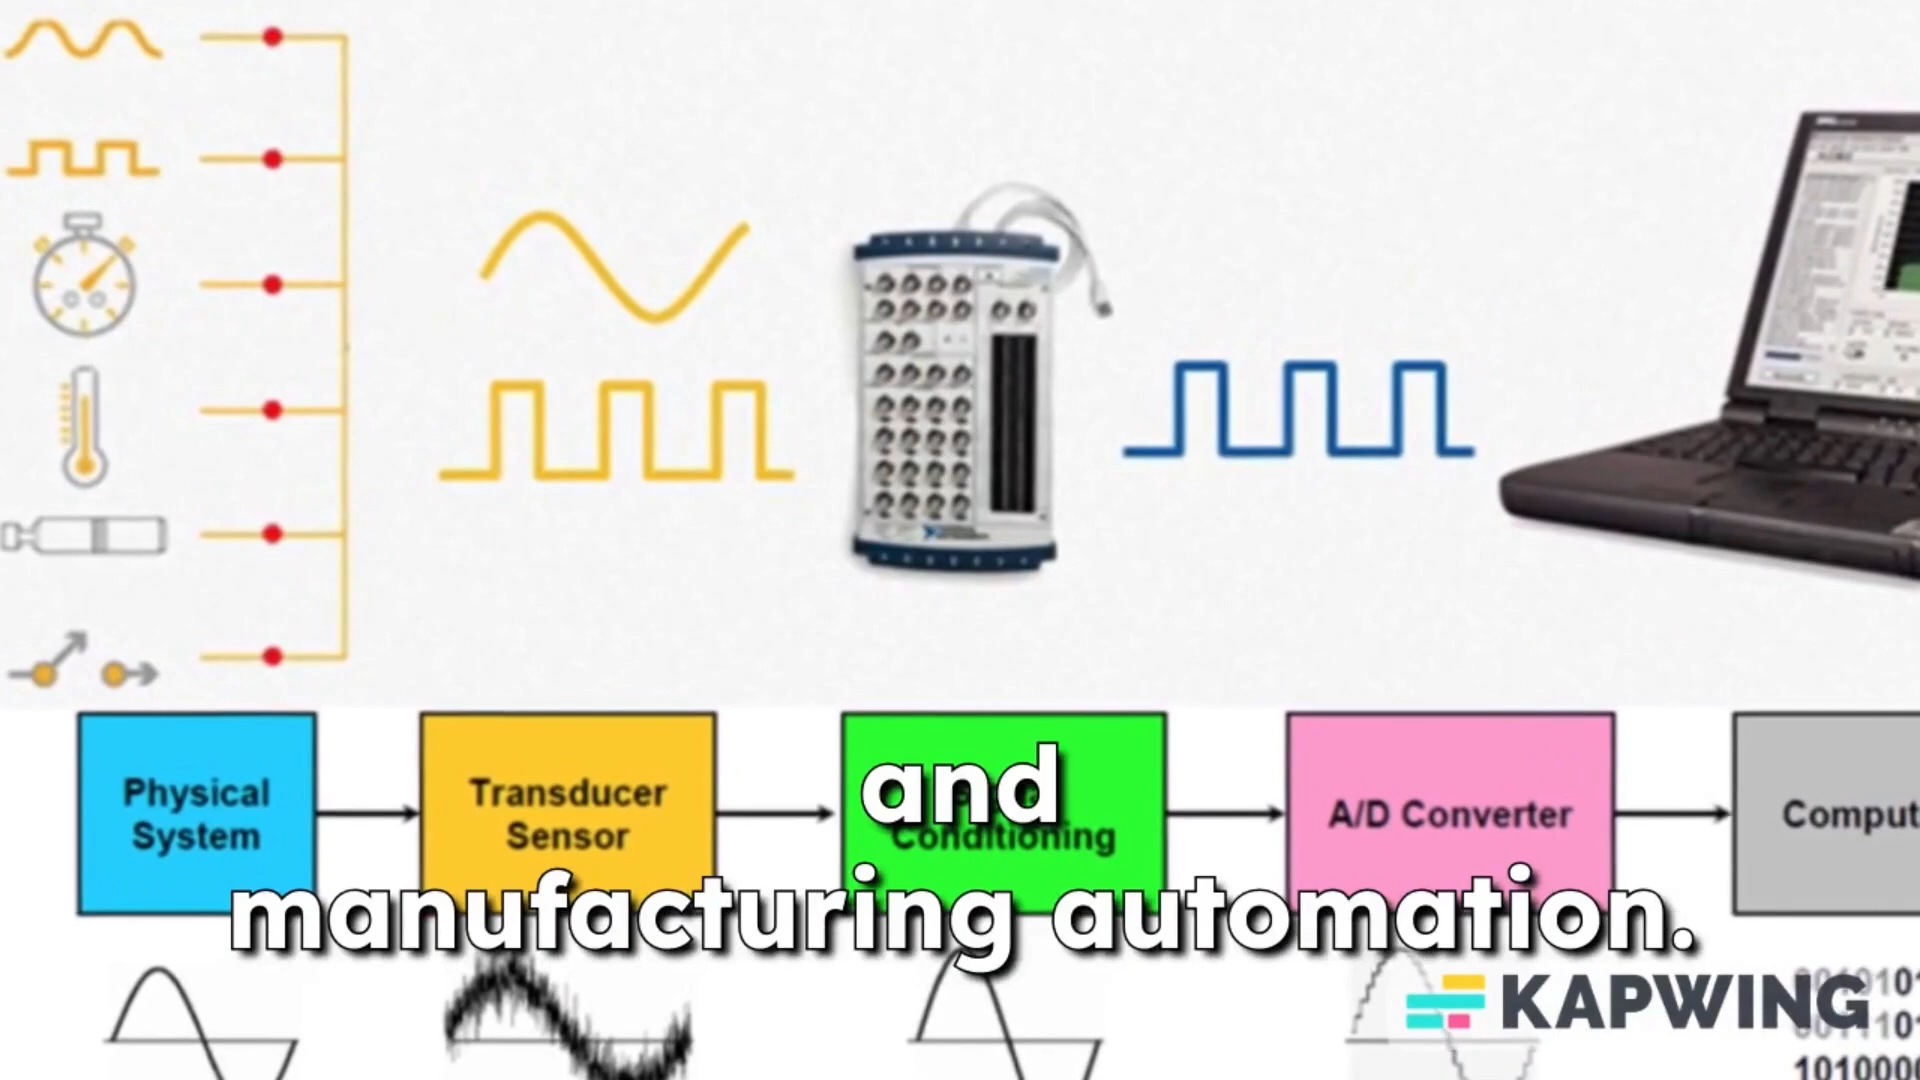 Physical
System
Transducer
Sensor
Conditioning
A/D Converter
Comput
and
manufacturing automation.
KAPWING